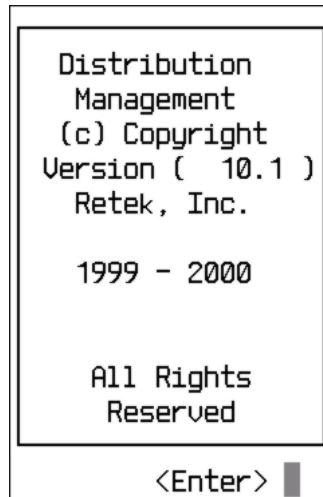 Distribution
Management
(c) Copyright
Version ( 10.1 )
Retek, Inc.
1999 - 2000
All Rights
Reserved
<Enter>